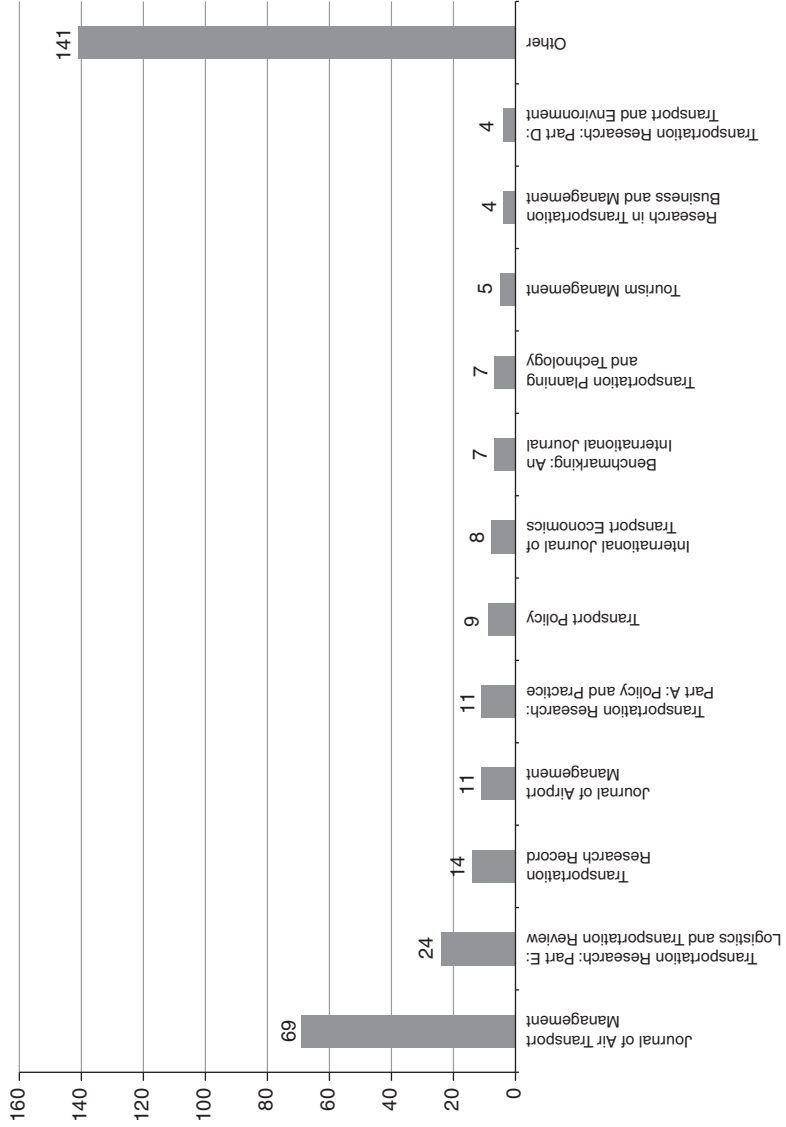 160
140
120
100
80
60
40
20
0
69
24
14
11
11
9
8
7
7
5
4
4
141
Journal of Air Transport
Management
Transportation Research: Part E:
Logistics and Transportation Review
Transportation
Research Record
Journal of Airport
Management
Transportation Research:
Part A: Policy and Practice
Transport Policy
International Journal of
Transport Economics
Benchmarking: An
International Journal
Transportation Planning
and Technology
Tourism Management
Research in Transportation
Business and Management
Transportation Research: Part D:
Transport and Environment
Other